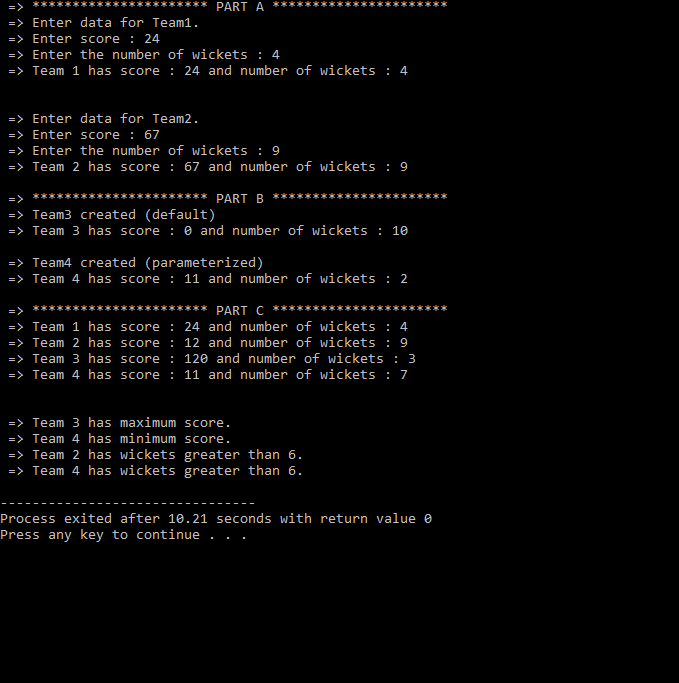 => ********************** PART A **********************
=> Enter data for Team1.
=> Enter score : 24
=> Enter the number of wickets : 4
=> Team 1 has score : 24 and number of wickets : 4
=> Enter data for Team2.
=> Enter score : 67
=> Enter the number of wickets : 9
=> Team 2 has score : 67 and number of wickets : 9
=> ********************** PART B **********************
=> Team3 created (default)
=> Team 3 has score : 0 and number of wickets : 10
=> Team4 created (parameterized)
=> Team 4 has score : 11 and number of wickets : 2
=> ********************** PART C **********************
=> Team 1 has score : 24 and number of wickets : 4
=> Team 2 has score : 12 and number of wickets : 9
=> Team 3 has score : 120 and number of wickets : 3
=> Team 4 has score : 11 and number of wickets : 7
=> Team 3 has maximum score.
=> Team 4 has minimum score.
=> Team 2 has wickets greater than 6.
=> Team 4 has wickets greater than 6.
--------------------------------
Process exited after 10.21 seconds with return value 0
Press any key to continue . . .